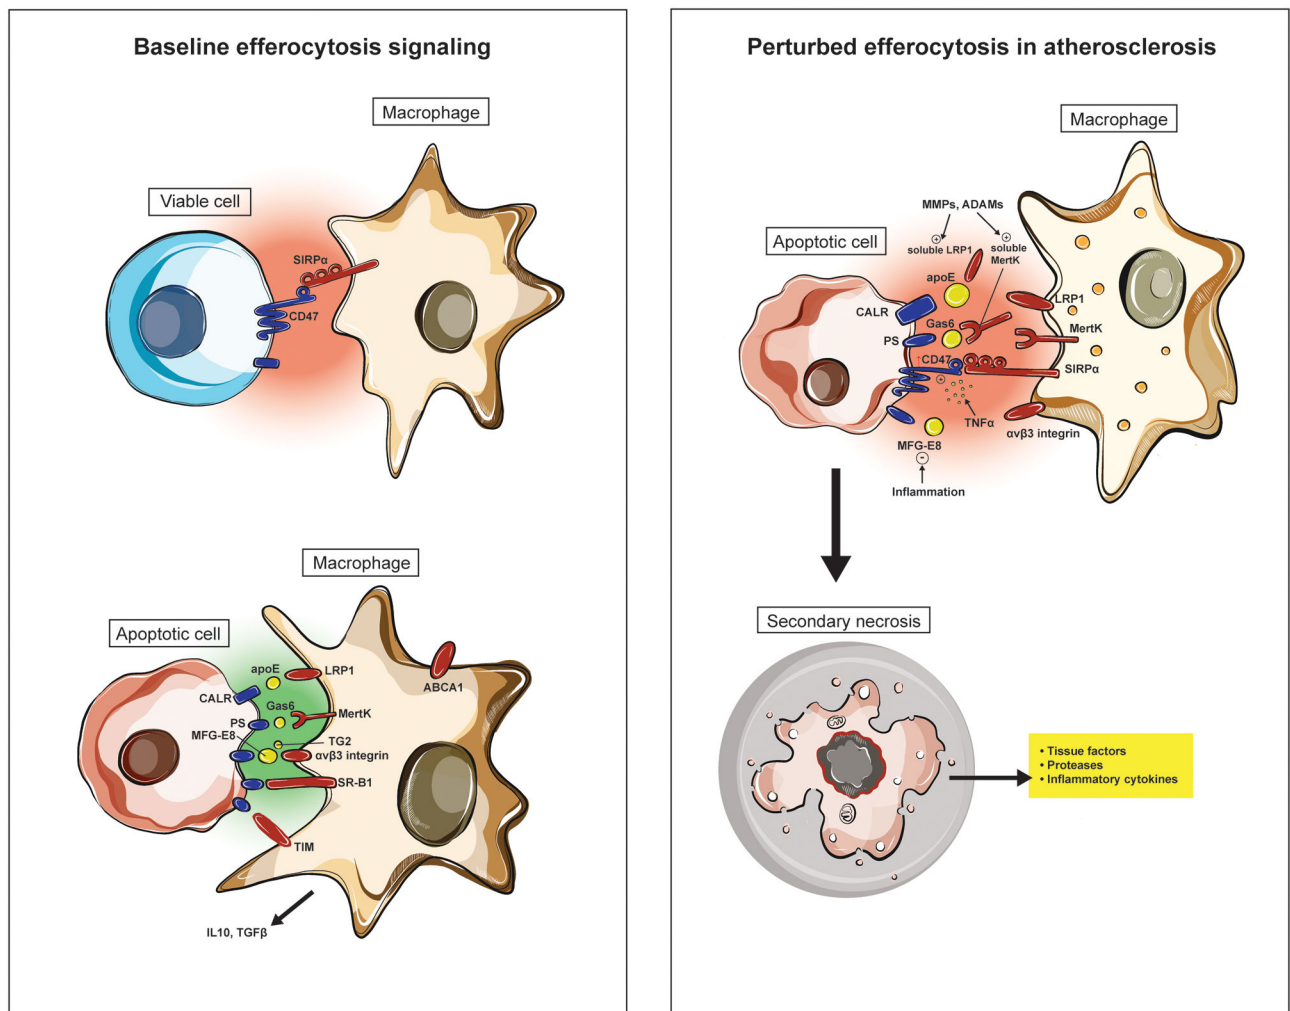 Baseline efferocytosis signaling
Macrophage
Viable cell
SIRPα
CD47
Macrophage
Apoptotic cell
apoE
LRP1
ABCA1
CALR
Gas6
MertK
PS
MFG-E8
TG2
αvβ3 integrin
SR-B1
TIM
IL10, TGFβ
Perturbed efferocytosis in atherosclerosis
Macrophage
MMPs, ADAMs
Apoptotic cell
+
soluble LRP1
+
soluble
MertK
apoE
LRP1
CALR
Gas6
MertK
PS
↑CD47
SIRPα
+
TNFα
αvβ3 integrin
MFG-E8
-
Inflammation
Secondary necrosis
• Tissue factors
• Proteases
• Inflammatory cytokines